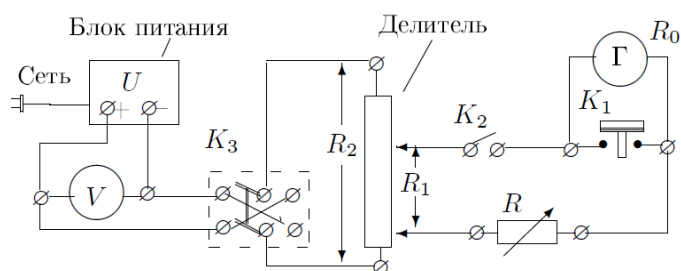 Блок питания
Делитель
Сеть
U
+ −
R₀
Г
K₁
K₂
K₃
R₂
R₁
V
R